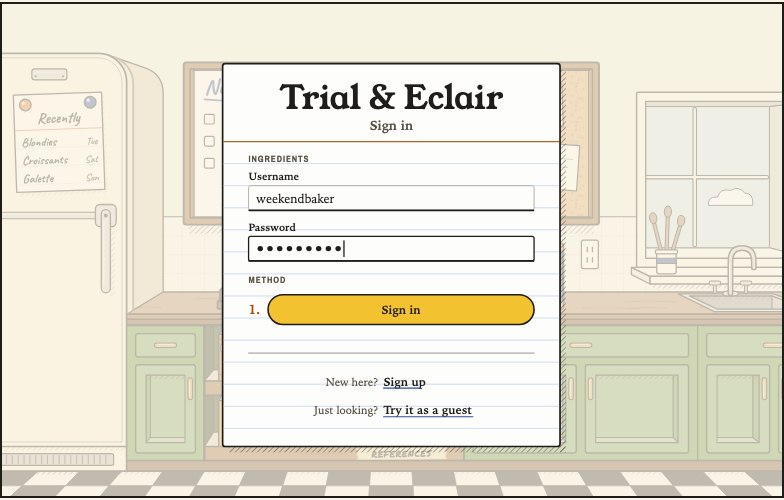 Trial & Eclair
Sign in
INGREDIENTS
Username
weekendbaker
Password
METHOD
1. Sign in
New here? Sign up
Just looking? Try it as a guest
Recently
Blondies Tue
Croissants Sat
Galette Sun
REFERENCES